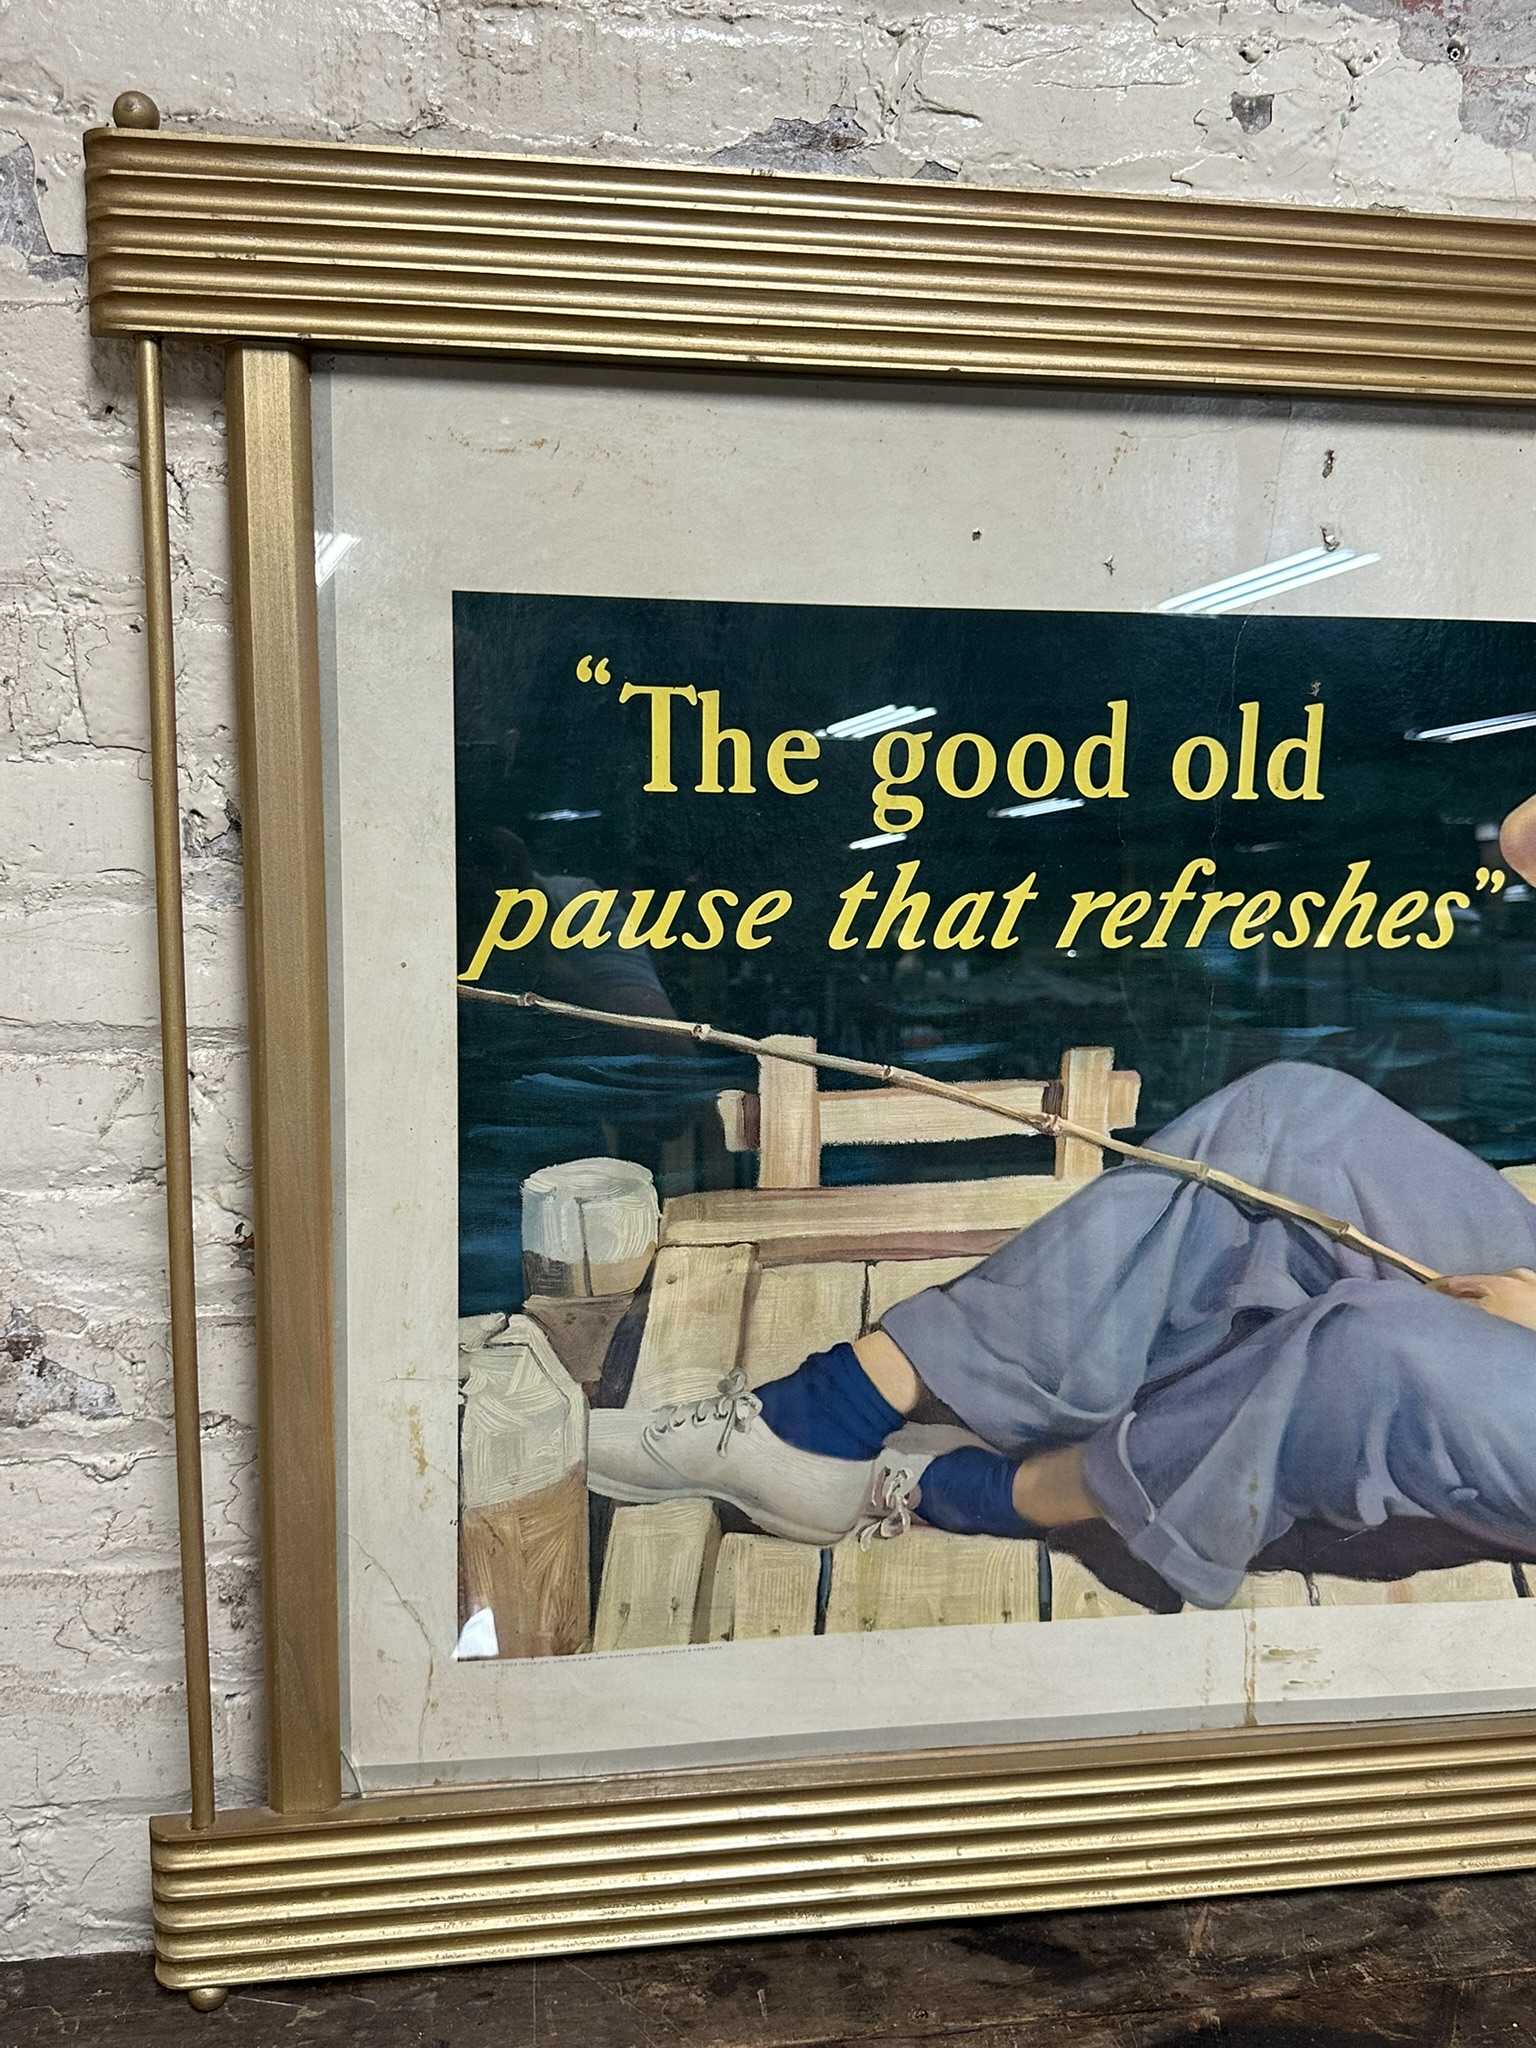 “The good old
pause that refreshes”